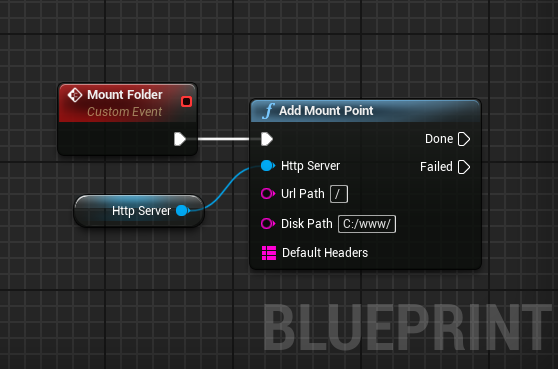 Mount Folder
Custom Event
f Add Mount Point
Done
Http Server
Failed
Url Path /
Http Server
Disk Path C:/www/
Default Headers
BLUEPRINT